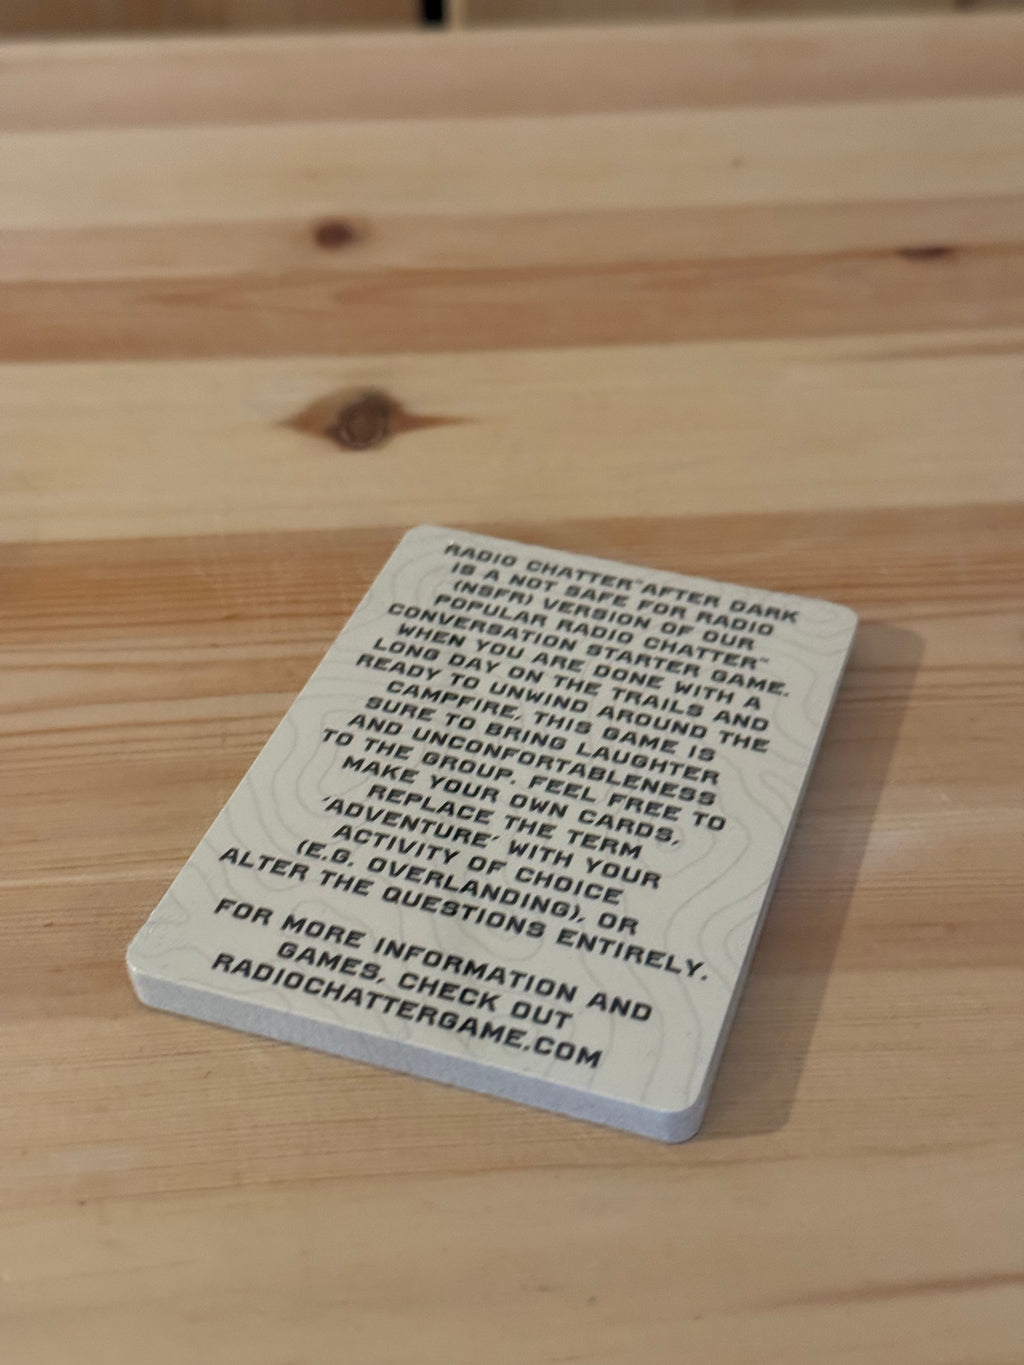 RADIO CHATTER™ AFTER DARK
IS A NOT SAFE FOR RADIO
(NSFR) VERSION OF OUR
POPULAR RADIO CHATTER™
CONVERSATION STARTER GAME.
WHEN YOU ARE DONE WITH A
LONG DAY ON THE TRAILS AND
READY TO UNWIND AROUND THE
CAMPFIRE, THIS GAME IS
SURE TO BRING LAUGHTER
AND UNCONFORTABLENESS
TO THE GROUP. FEEL FREE TO
MAKE YOUR OWN CARDS,
REPLACE THE TERM
'ADVENTURE' WITH YOUR
ACTIVITY OF CHOICE
(E.G. OVERLANDING), OR
ALTER THE QUESTIONS ENTIRELY.
FOR MORE INFORMATION AND
GAMES, CHECK OUT
RADIOCHATTERGAME.COM